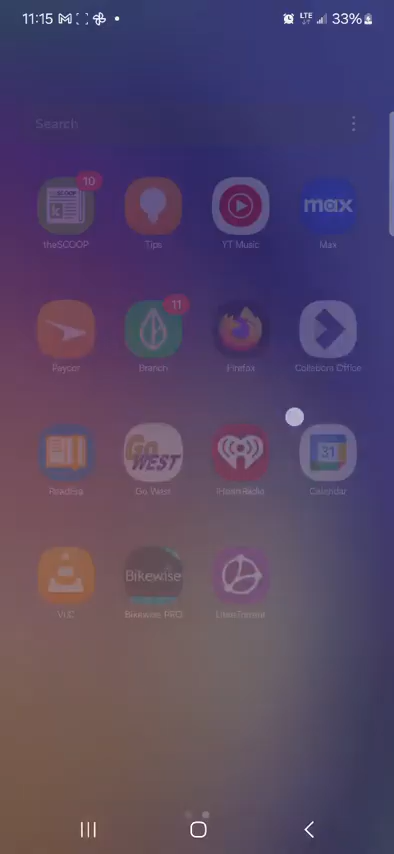 11:15
LTE
33%
Search
10
theSCOOP
Tips
YT Music
max
Max
11
Paycor
Branch
Firefox
Collabora Office
Go WEST
31
ReadEra
Go West
iHeartRadio
Calendar
Bikewise
VLC
Bikewise PRO
LibreTorrent